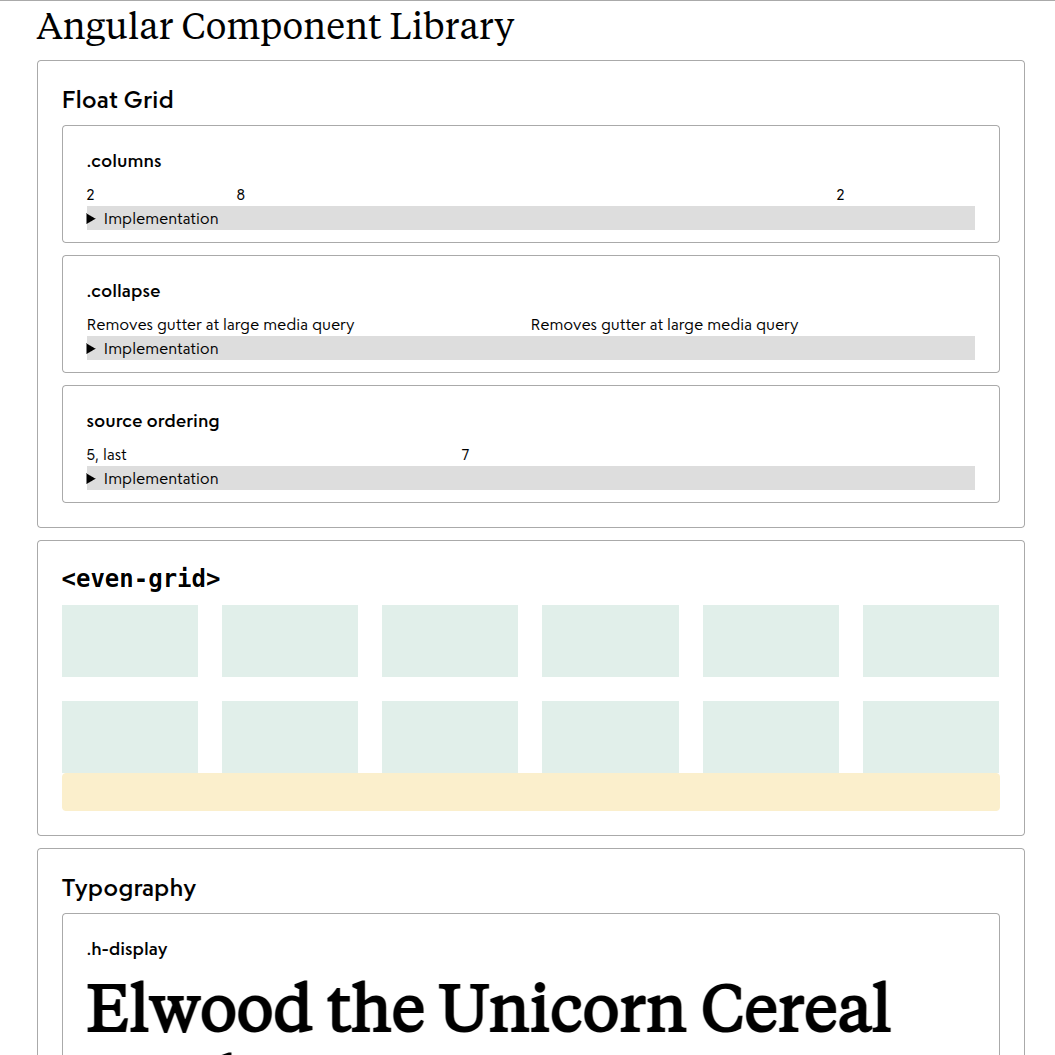 Angular Component Library
Float Grid
.columns
2 8 2
▶ Implementation
.collapse
Removes gutter at large media query Removes gutter at large media query
▶ Implementation
source ordering
5, last 7
▶ Implementation
<even-grid>
Typography
.h-display
Elwood the Unicorn Cereal